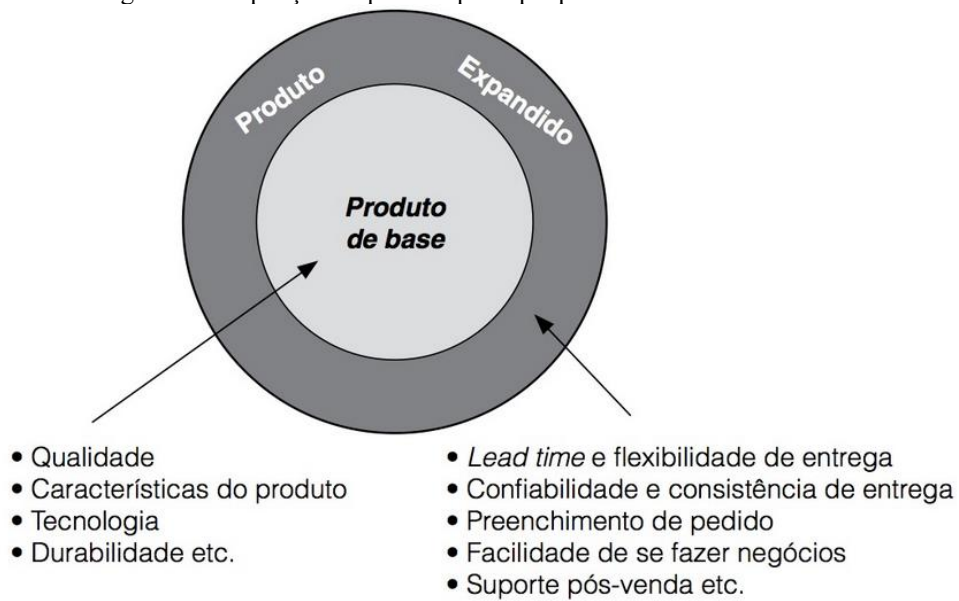 Produto
Expandido
Produto
de base
• Qualidade
• Características do produto
• Tecnologia
• Durabilidade etc.
• Lead time e flexibilidade de entrega
• Confiabilidade e consistência de entrega
• Preenchimento de pedido
• Facilidade de se fazer negócios
• Suporte pós-venda etc.